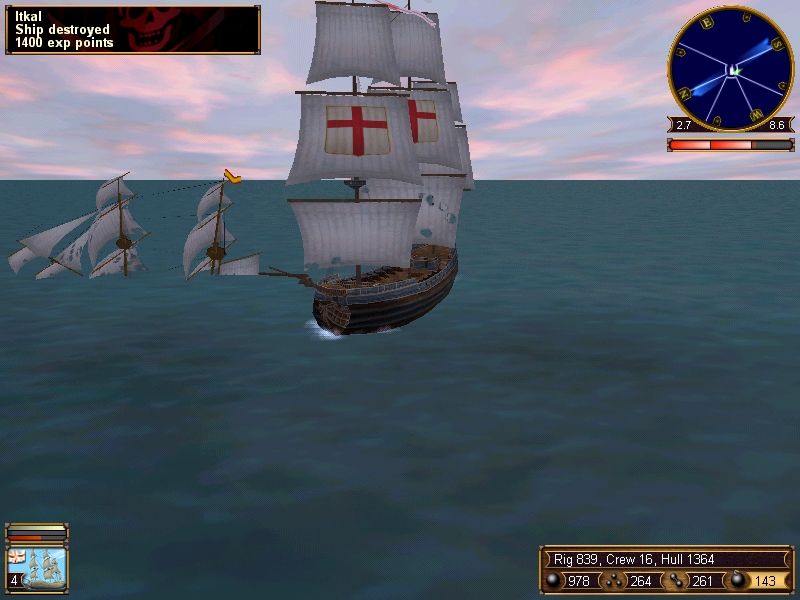 Itkal
Ship destroyed
1400 exp points
E
S
N
W
2.7 8.6
4
Rig 839, Crew 16, Hull 1364
978 264 261 143